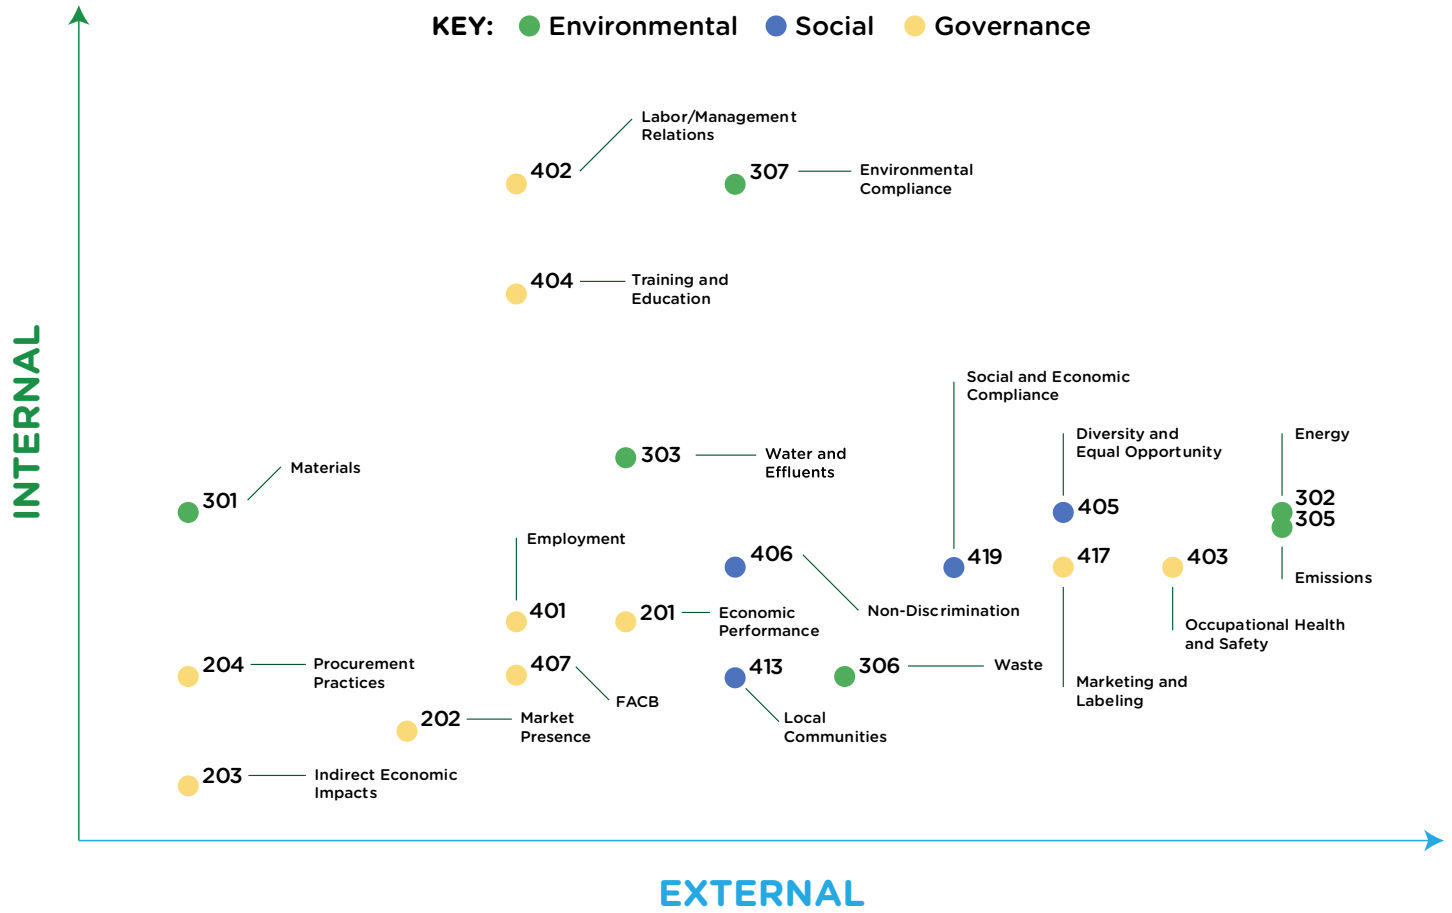 KEY: Environmental Social Governance
Labor/Management
Relations
402
307
Environmental
Compliance
404
Training and
Education
INTERNAL
Social and Economic
Compliance
Diversity and
Equal Opportunity
Energy
303
Water and
Effluents
Materials
301
302
405
305
Employment
406
419
417
403
Emissions
401
201
Economic
Performance
Non-Discrimination
Occupational Health
and Safety
204
Procurement
Practices
407
FACB
413
306
Waste
Marketing and
Labeling
202
Market
Presence
Local
Communities
203
Indirect Economic
Impacts
EXTERNAL